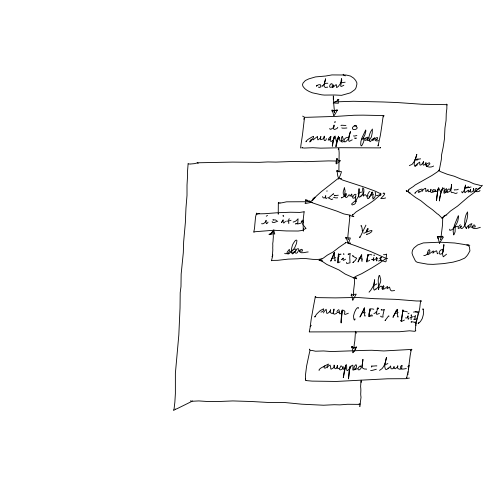 start
i = 0
swapped = false
true
i <= length(A)-2
swapped = true
i = i+1
yes
false
else
A[i]>A[i+1]
end
then
swap (A[i], A[i+1])
swapped = true